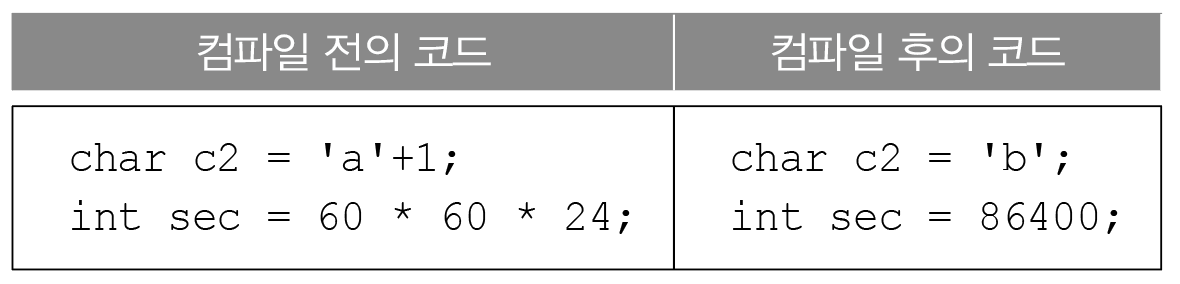 컴파일 전의 코드 컴파일 후의 코드
char c2 = 'a'+1; char c2 = 'b';
int sec = 60 * 60 * 24; int sec = 86400;